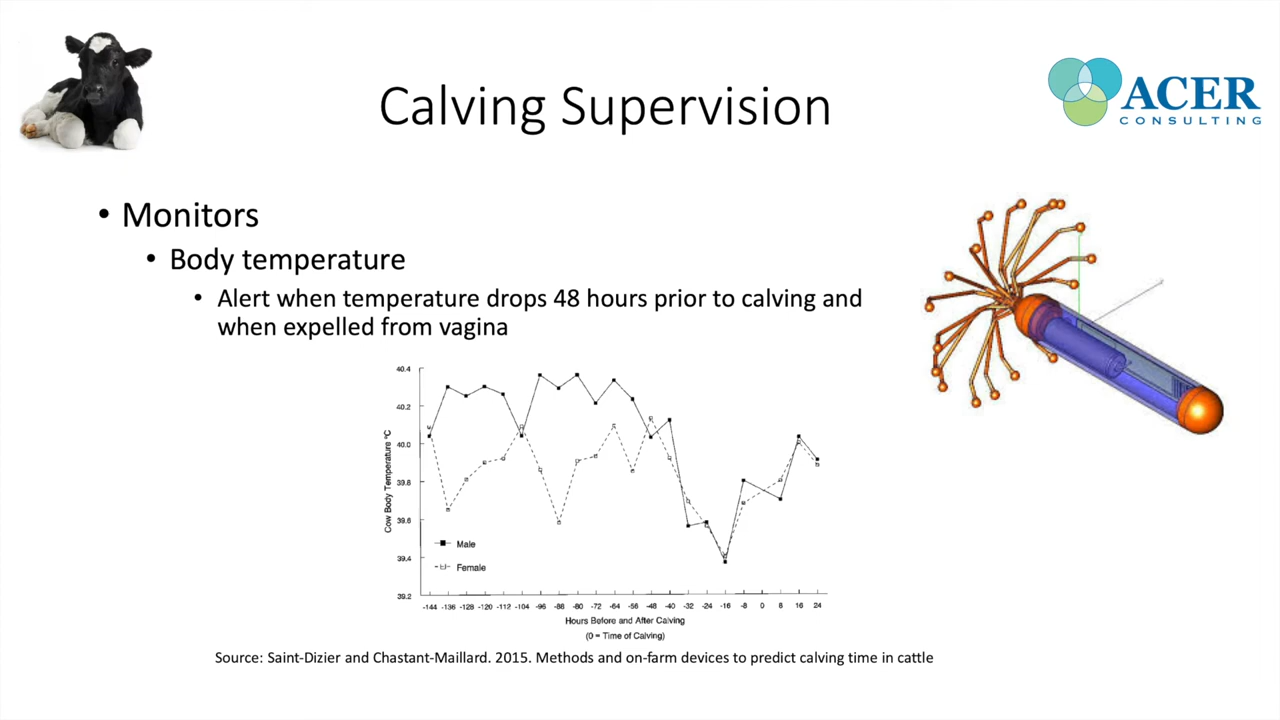 Calving Supervision
ACER
CONSULTING
• Monitors
• Body temperature
• Alert when temperature drops 48 hours prior to calving and
when expelled from vagina
Cow Body Temperature °C
40.4
40.2
40.0
39.8
39.6
39.4
39.2
Male
Female
-144 -136 -128 -120 -112 -104 -96 -88 -80 -72 -64 -56 -48 -40 -32 -24 -16 -8 0 8 16 24
Hours Before and After Calving
(0 = Time of Calving)
Source: Saint-Dizier and Chastant-Maillard. 2015. Methods and on-farm devices to predict calving time in cattle